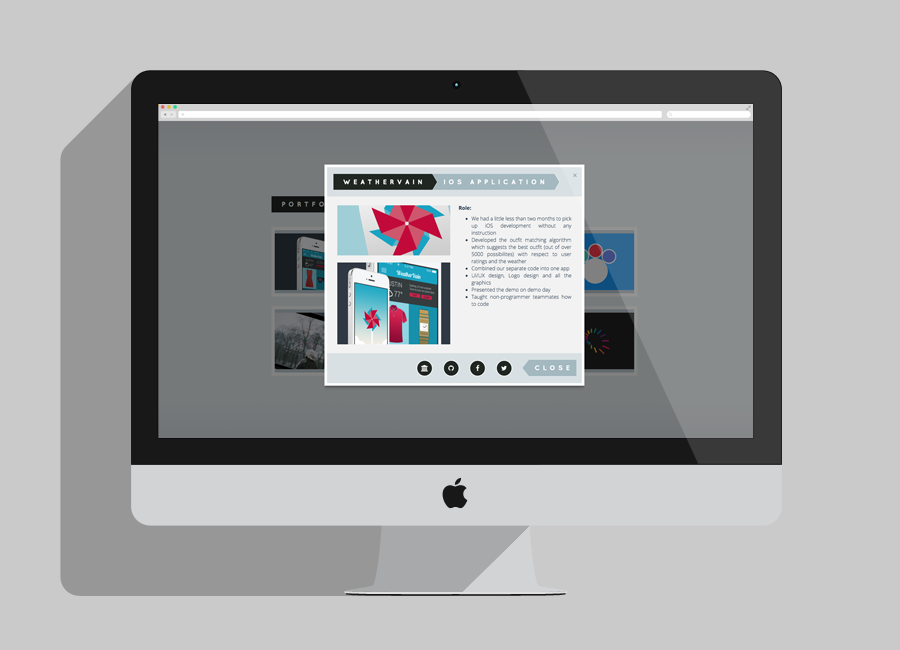 WEATHERVAIN IOS APPLICATION
PORTFO
Role:
We had a little less than two months to pick
up iOS development without any
instruction
Developed the outfit matching algorithm
which suggests the best outfit (out of over
5000 possibilites) with respect to user
ratings and the weather
Combined our separate code into one app
UI/UX design, Logo design and all the
graphics
Presented the demo on demo day
Taught non-programmer teammates how
to code
WeatherVain
USTIN
77°
CLOSE